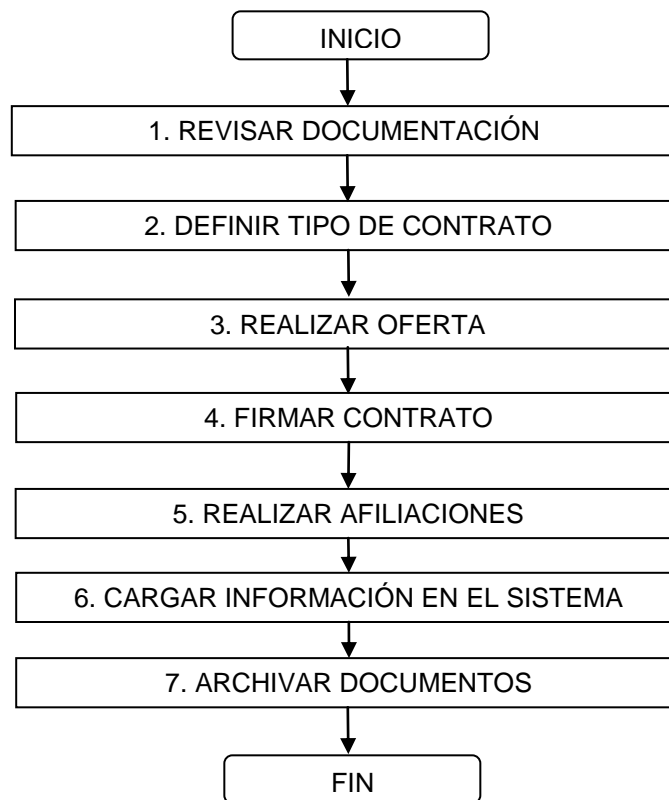 INICIO
1. REVISAR DOCUMENTACIÓN
2. DEFINIR TIPO DE CONTRATO
3. REALIZAR OFERTA
4. FIRMAR CONTRATO
5. REALIZAR AFILIACIONES
6. CARGAR INFORMACIÓN EN EL SISTEMA
7. ARCHIVAR DOCUMENTOS
FIN